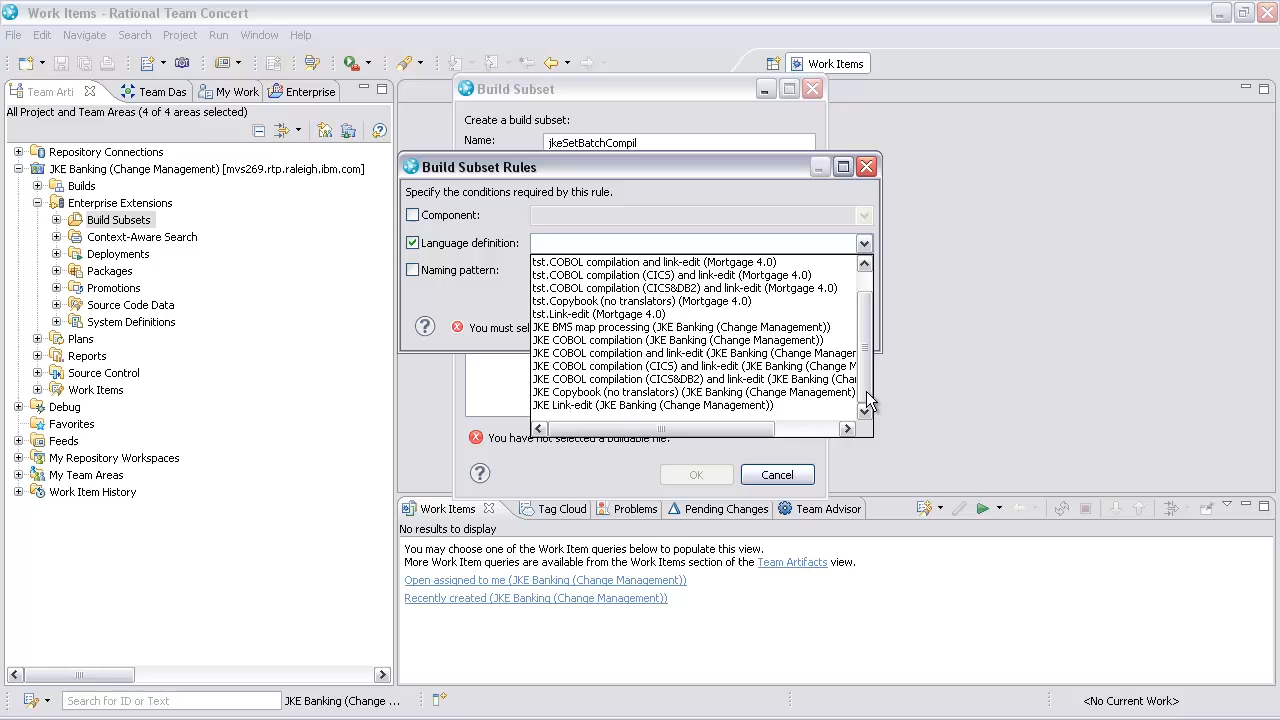 Work Items - Rational Team Concert
File Edit Navigate Search Project Run Window Help
Work Items
Team Arti
Team Das
My Work
Enterprise
All Project and Team Areas (4 of 4 areas selected)
Repository Connections
JKE Banking (Change Management) [mvs269.rtp.raleigh.ibm.com]
Builds
Enterprise Extensions
Build Subsets
Context-Aware Search
Deployments
Packages
Promotions
Source Code Data
System Definitions
Plans
Reports
Source Control
Work Items
Debug
Favorites
Feeds
My Repository Workspaces
My Team Areas
Work Item History
Build Subset
Create a build subset:
Name: jkeSetBatchCompil
Build Subset Rules
Specify the conditions required by this rule.
Component:
Language definition:
Naming pattern:
You must sel
tst.COBOL compilation and link-edit (Mortgage 4.0)
tst.COBOL compilation (CICS) and link-edit (Mortgage 4.0)
tst.COBOL compilation (CICS&DB2) and link-edit (Mortgage 4.0)
tst.Copybook (no translators) (Mortgage 4.0)
tst.Link-edit (Mortgage 4.0)
JKE BMS map processing (JKE Banking (Change Management))
JKE COBOL compilation (JKE Banking (Change Management))
JKE COBOL compilation and link-edit (JKE Banking (Change Manager
JKE COBOL compilation (CICS) and link-edit (JKE Banking (Change M
JKE COBOL compilation (CICS&DB2) and link-edit (JKE Banking (Char
JKE Copybook (no translators) (JKE Banking (Change Management)
JKE Link-edit (JKE Banking (Change Management))
You have not selected a buildable file.
OK
Cancel
Work Items
Tag Cloud
Problems
Pending Changes
Team Advisor
No results to display
You may choose one of the Work Item queries below to populate this view.
More Work Item queries are available from the Work Items section of the Team Artifacts view.
Open assigned to me (JKE Banking (Change Management))
Recently created (JKE Banking (Change Management))
Search for ID or Text
JKE Banking (Change ...
<No Current Work>